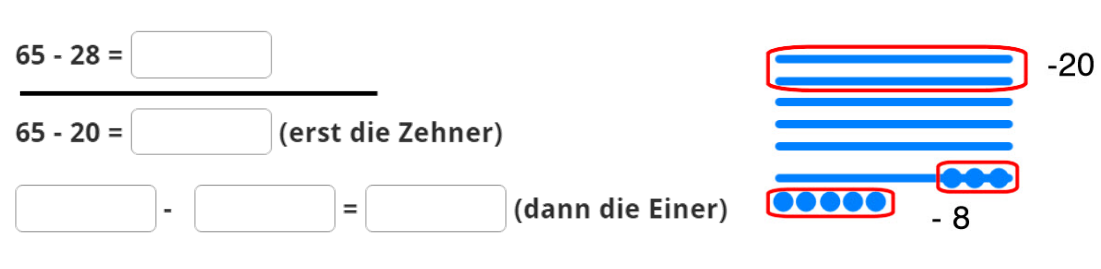 65 - 28 =
65 - 20 = (erst die Zehner)
- = (dann die Einer)
-20
- 8